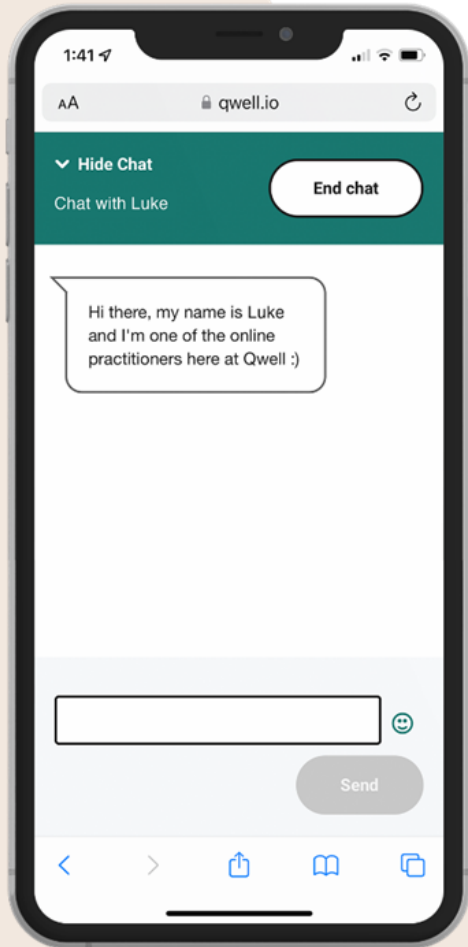 1:41
AA
qwell.io
Hide Chat
End chat
Chat with Luke
Hi there, my name is Luke
and I'm one of the online
practitioners here at Qwell :)
Send